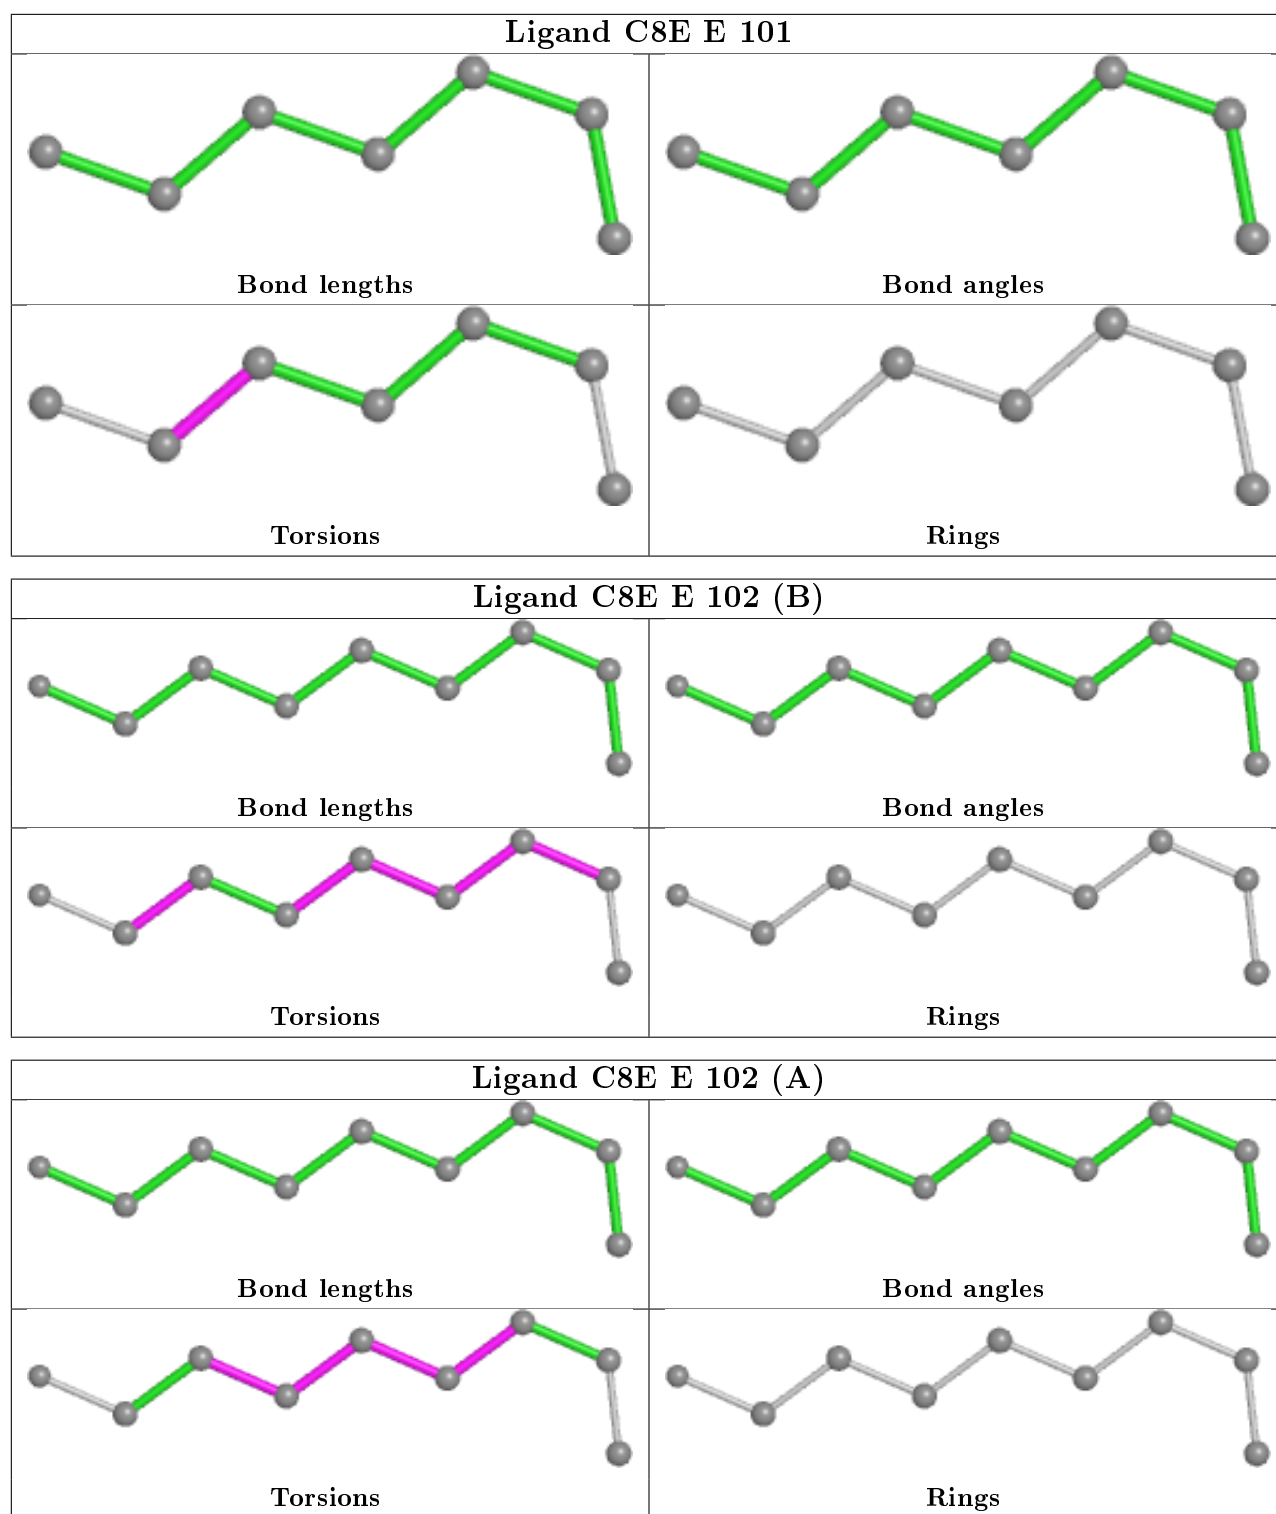 Ligand C8E E 101
Bond lengths
Bond angles
Torsions
Rings
Ligand C8E E 102 (B)
Bond lengths
Bond angles
Torsions
Rings
Ligand C8E E 102 (A)
Bond lengths
Bond angles
Torsions
Rings